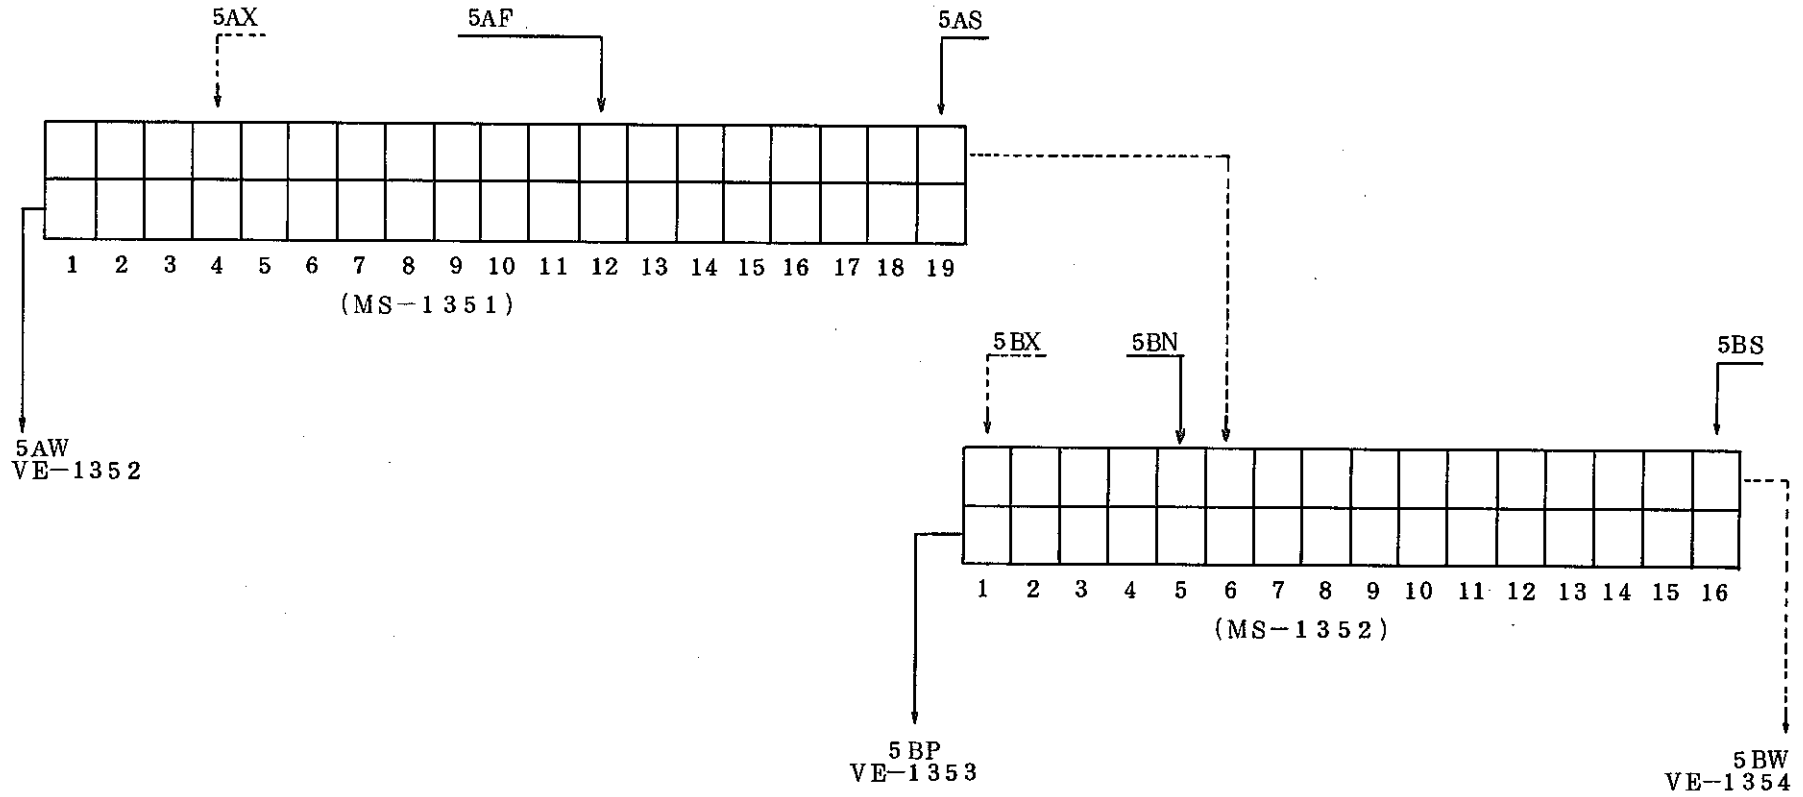 5AX 5AF 5AS
1 2 3 4 5 6 7 8 9 10 11 12 13 14 15 16 17 18 19
(MS-1351)
5BX 5BN 5BS
5AW
VE-1352
1 2 3 4 5 6 7 8 9 10 11 12 13 14 15 16
(MS-1352)
5BP
VE-1353
5BW
VE-1354